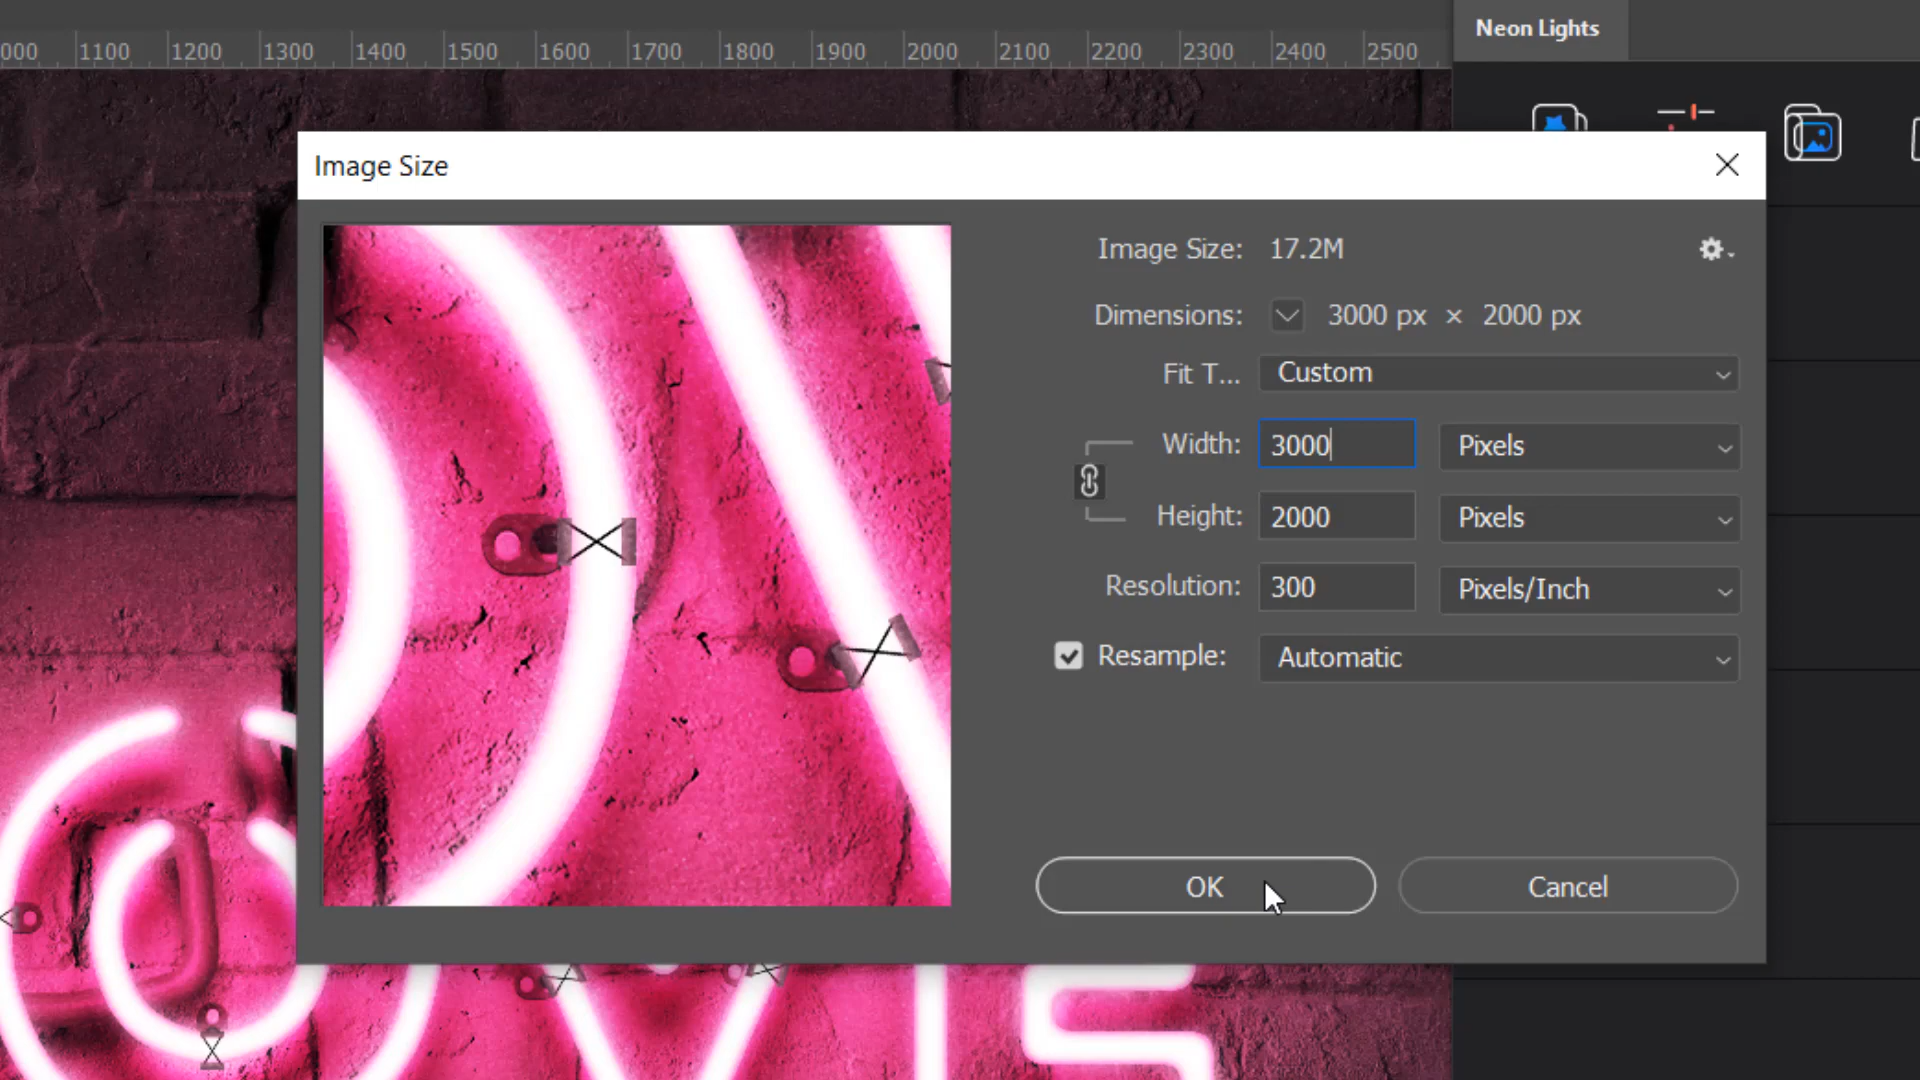 000 1100 1200 1300 1400 1500 1600 1700 1800 1900 2000 2100 2200 2300 2400 2500
Neon Lights
Image Size
Image Size: 17.2M
Dimensions: 3000 px × 2000 px
Fit T... Custom
Width: 3000 Pixels
Height: 2000 Pixels
Resolution: 300 Pixels/Inch
Resample: Automatic
OK Cancel